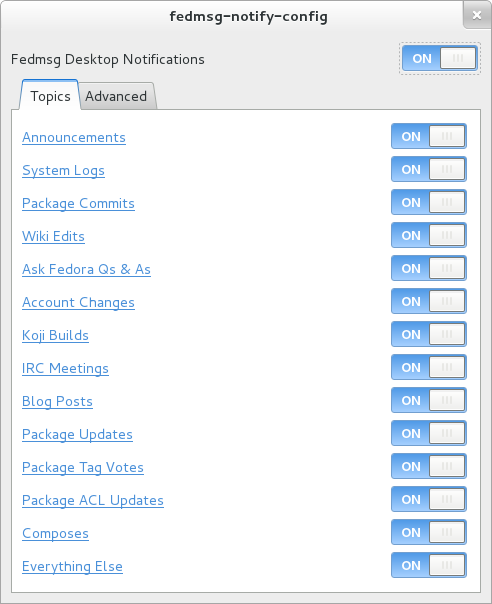 fedmsg-notify-config
Fedmsg Desktop Notifications ON
Topics Advanced
Announcements ON
System Logs ON
Package Commits ON
Wiki Edits ON
Ask Fedora Qs & As ON
Account Changes ON
Koji Builds ON
IRC Meetings ON
Blog Posts ON
Package Updates ON
Package Tag Votes ON
Package ACL Updates ON
Composes ON
Everything Else ON